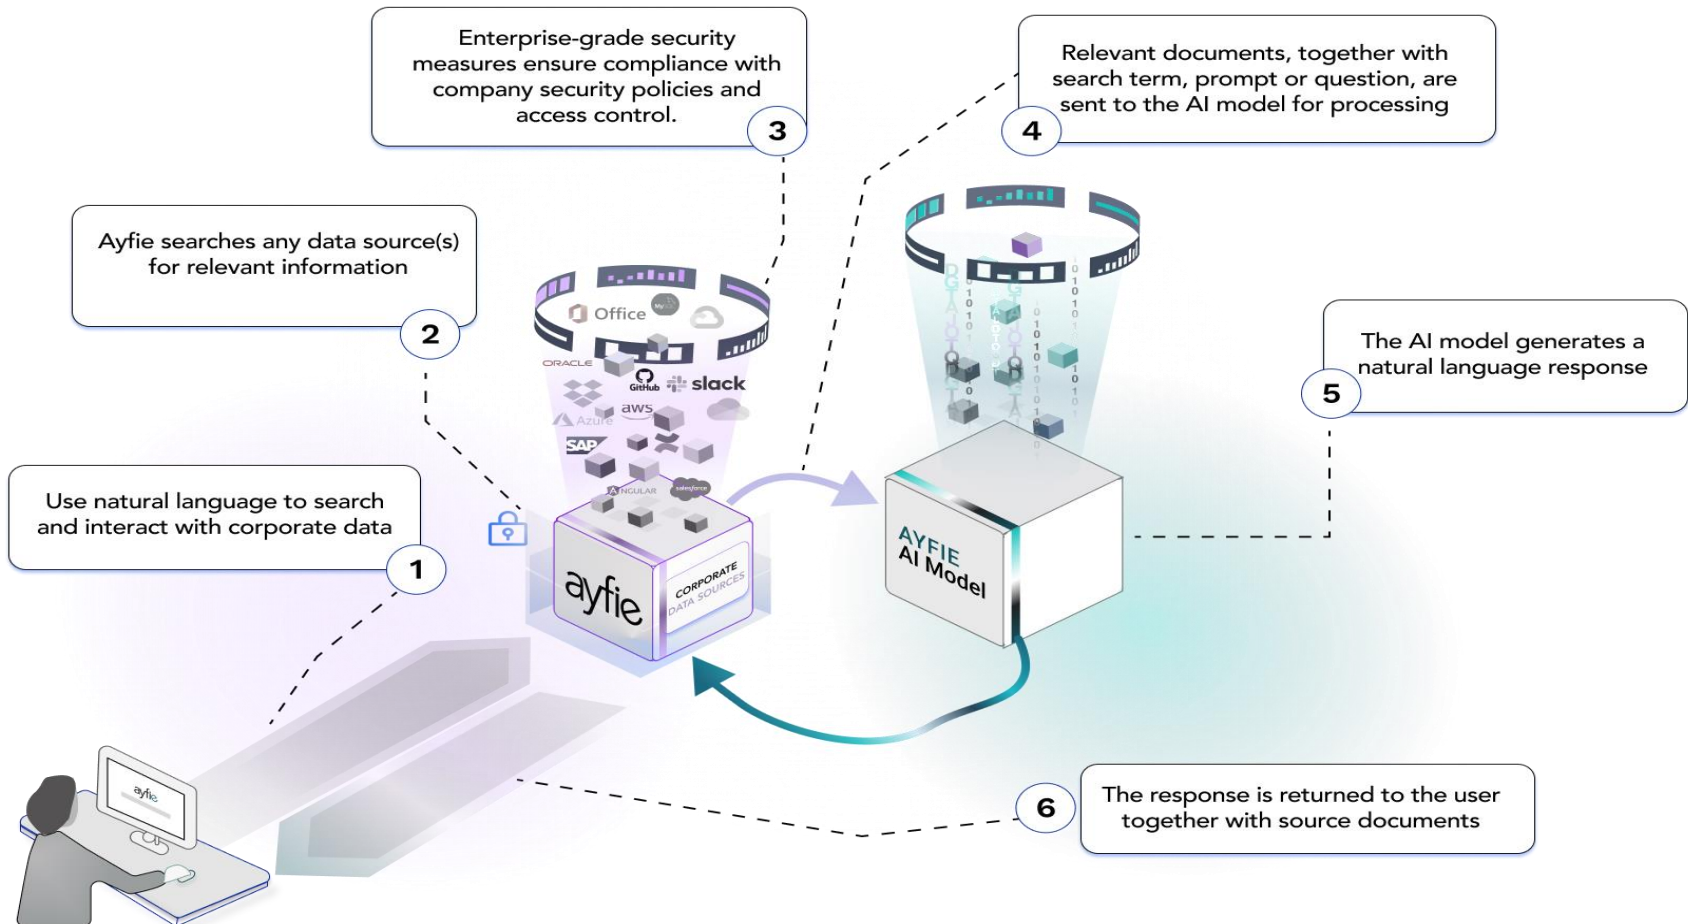 Enterprise-grade security
measures ensure compliance with
company security policies and
access control.
3
Relevant documents, together with
search term, prompt or question, are
sent to the AI model for processing
4
Ayfie searches any data source(s)
for relevant information
2
The AI model generates a
natural language response
5
Use natural language to search
and interact with corporate data
1
Office
MySQL
ORACLE
GitHub
slack
aws
Azure
SAP
ANGULAR
salesforce
ayfie
CORPORATE
DATA SOURCES
AYFIE
AI Model
ayfie
6
The response is returned to the user
together with source documents